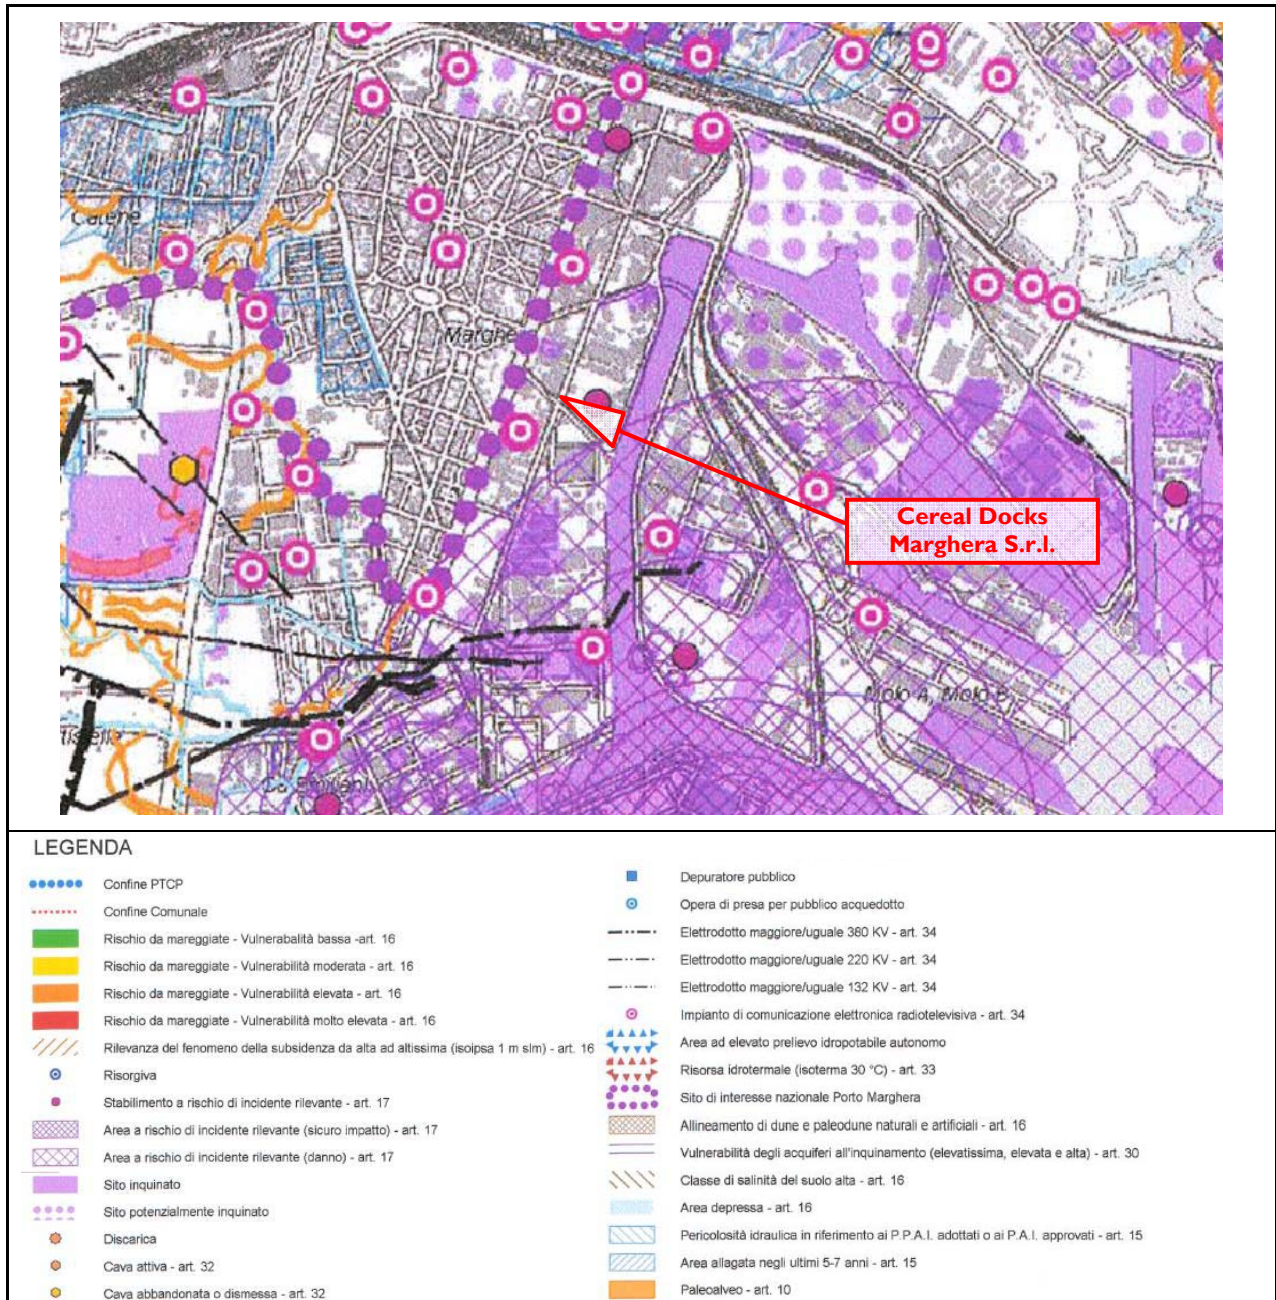 Catene
Marghe
Cereal Docks
Marghera S.r.l.
Molo A, Molo B
Ca' Emiliani
LEGENDA
Confine PTCP
Confine Comunale
Rischio da mareggiate - Vulnerabalità bassa -art. 16
Rischio da mareggiate - Vulnerabilità moderata - art. 16
Rischio da mareggiate - Vulnerabilità elevata - art. 16
Rischio da mareggiate - Vulnerabilità molto elevata - art. 16
Rilevanza del fenomeno della subsidenza da alta ad altissima (isoipsa 1 m slm) - art. 16
Risorgiva
Stabilimento a rischio di incidente rilevante - art. 17
Area a rischio di incidente rilevante (sicuro impatto) - art. 17
Area a rischio di incidente rilevante (danno) - art. 17
Sito inquinato
Sito potenzialmente inquinato
Discarica
Cava attiva - art. 32
Cava abbandonata o dismessa - art. 32
Depuratore pubblico
Opera di presa per pubblico acquedotto
Elettrodotto maggiore/uguale 380 KV - art. 34
Elettrodotto maggiore/uguale 220 KV - art. 34
Elettrodotto maggiore/uguale 132 KV - art. 34
Impianto di comunicazione elettronica radiotelevisiva - art. 34
Area ad elevato prelievo idropotabile autonomo
Risorsa idrotermale (isoterma 30 °C) - art. 33
Sito di interesse nazionale Porto Marghera
Allineamento di dune e paleodune naturali e artificiali - art. 16
Vulnerabilità degli acquiferi all'inquinamento (elevatissima, elevata e alta) - art. 30
Classe di salinità del suolo alta - art. 16
Area depressa - art. 16
Pericolosità idraulica in riferimento ai P.P.A.I. adottati o ai P.A.I. approvati - art. 15
Area allagata negli ultimi 5-7 anni - art. 15
Paleoalveo - art. 10